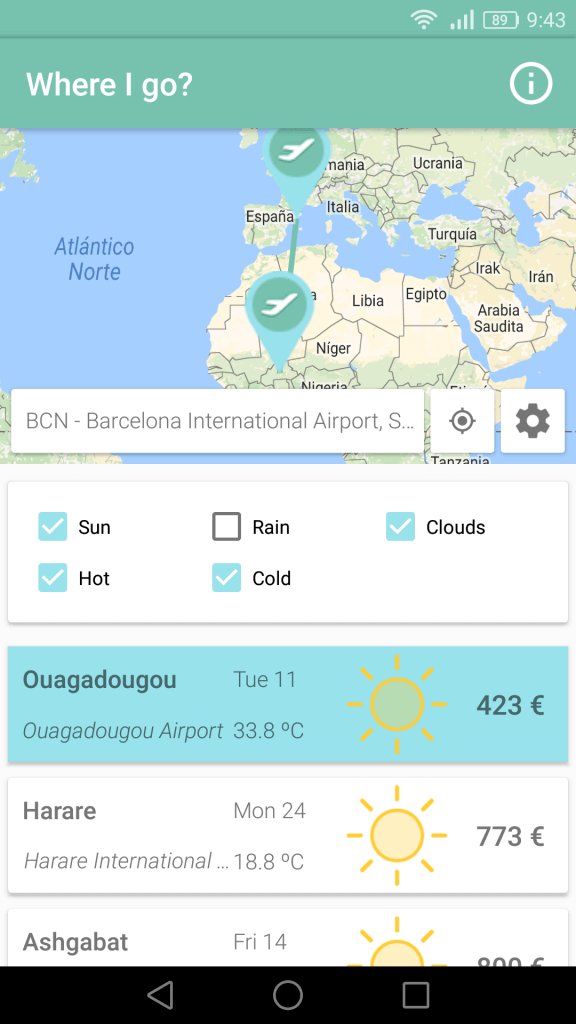 89 9:43
Where I go?
mania
Ucrania
Italia
España
Turquía
Atlántico
Norte
Irak
Irán
Libia
Egipto
Arabia
Saudita
Níger
Nigeria
BCN - Barcelona International Airport, S...
Tanzania
Sun
Rain
Clouds
Hot
Cold
Ouagadougou
Tue 11
423 €
Ouagadougou Airport
33.8 ºC
Harare
Mon 24
773 €
Harare International ...
18.8 ºC
Ashgabat
Fri 14